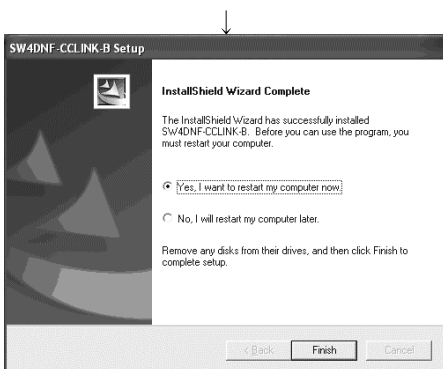 SW4DNF-CCLINK-B Setup
InstallShield Wizard Complete
The InstallShield Wizard has successfully installed
SW4DNF-CCLINK-B. Before you can use the program, you
must restart your computer.
Yes, I want to restart my computer now.
No, I will restart my computer later.
Remove any disks from their drives, and then click Finish to
complete setup.
< Back Finish Cancel